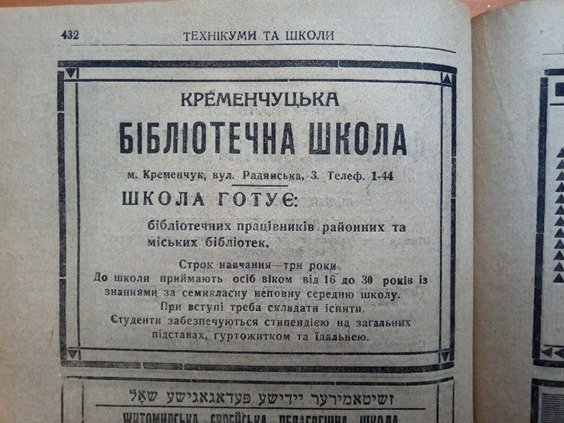 432
ТЕХНІКУМИ ТА ШКОЛИ
КРЕМЕНЧУЦЬКА
БІБЛІОТЕЧНА ШКОЛА
м. Кременчук, вул. Радянська, 3. Телеф. 1-44
ШКОЛА ГОТУЄ:
бібліотечних працівників районних та
міських бібліотек.
Строк навчання—три роки.
До школи приймають осіб віком від 16 до 30 років із
знаннями за семикласну неповну середню школу.
При вступі треба складати іспити.
Студенти забезпечуються стипендією на загальних
підставах, гуртожитком та їдальнею.
זשיטאמירער יידישע פעדאגאגישע שאָל
ЖИТОМИРСЬКА ЄВРЕЙСЬКА ПЕДАГОГІЧНА ШКОЛА